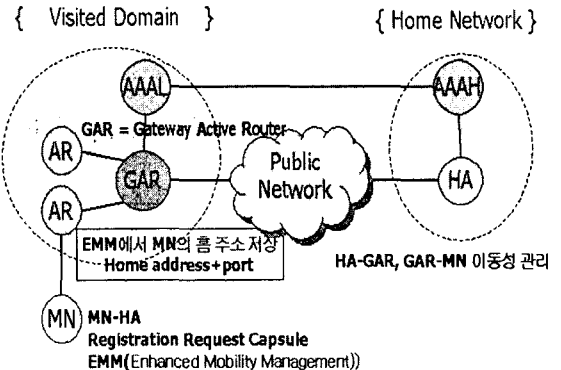 { Visited Domain }
{ Home Network }
AAAL
AAAH
GAR = Gateway Active Router
AR
GAR
Public
Network
HA
AR
EMM에서 MN의 홈 주소 저장
Home address+port
HA-GAR, GAR-MN 이동성 관리
MN
MN-HA
Registration Request Capsule
EMM(Enhanced Mobility Management))